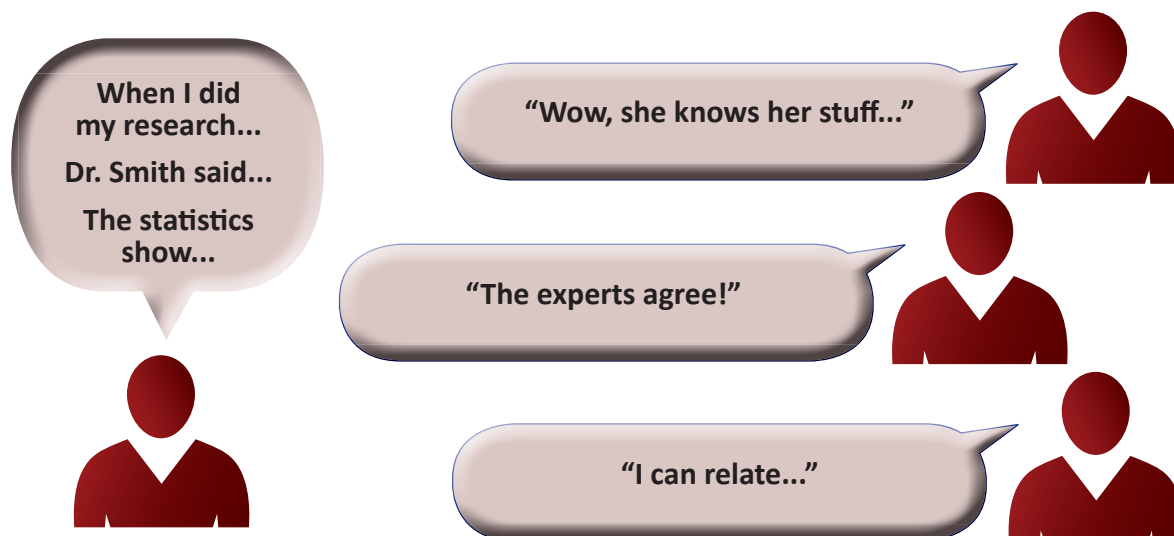 When I did
my research...
Dr. Smith said...
The statistics
show...
“Wow, she knows her stuff...”
“The experts agree!”
“I can relate...”